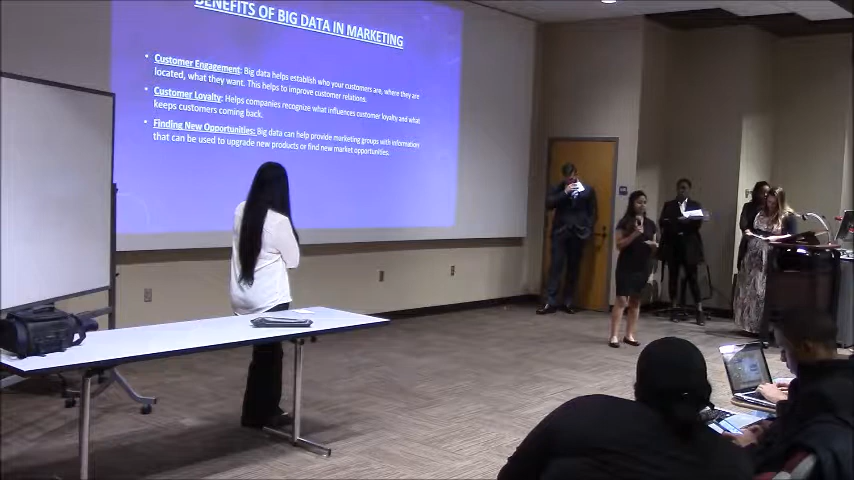 BENEFITS OF BIG DATA IN MARKETING
• Customer Engagement: Big data helps establish who your customers are, where they are
located, what they want. This helps to improve customer relations.
• Customer Loyalty: Helps companies recognize what influences customer loyalty and what
keeps customers coming back.
• Finding New Opportunities: Big data can help provide marketing groups with information
that can be used to upgrade new products or find new market opportunities.